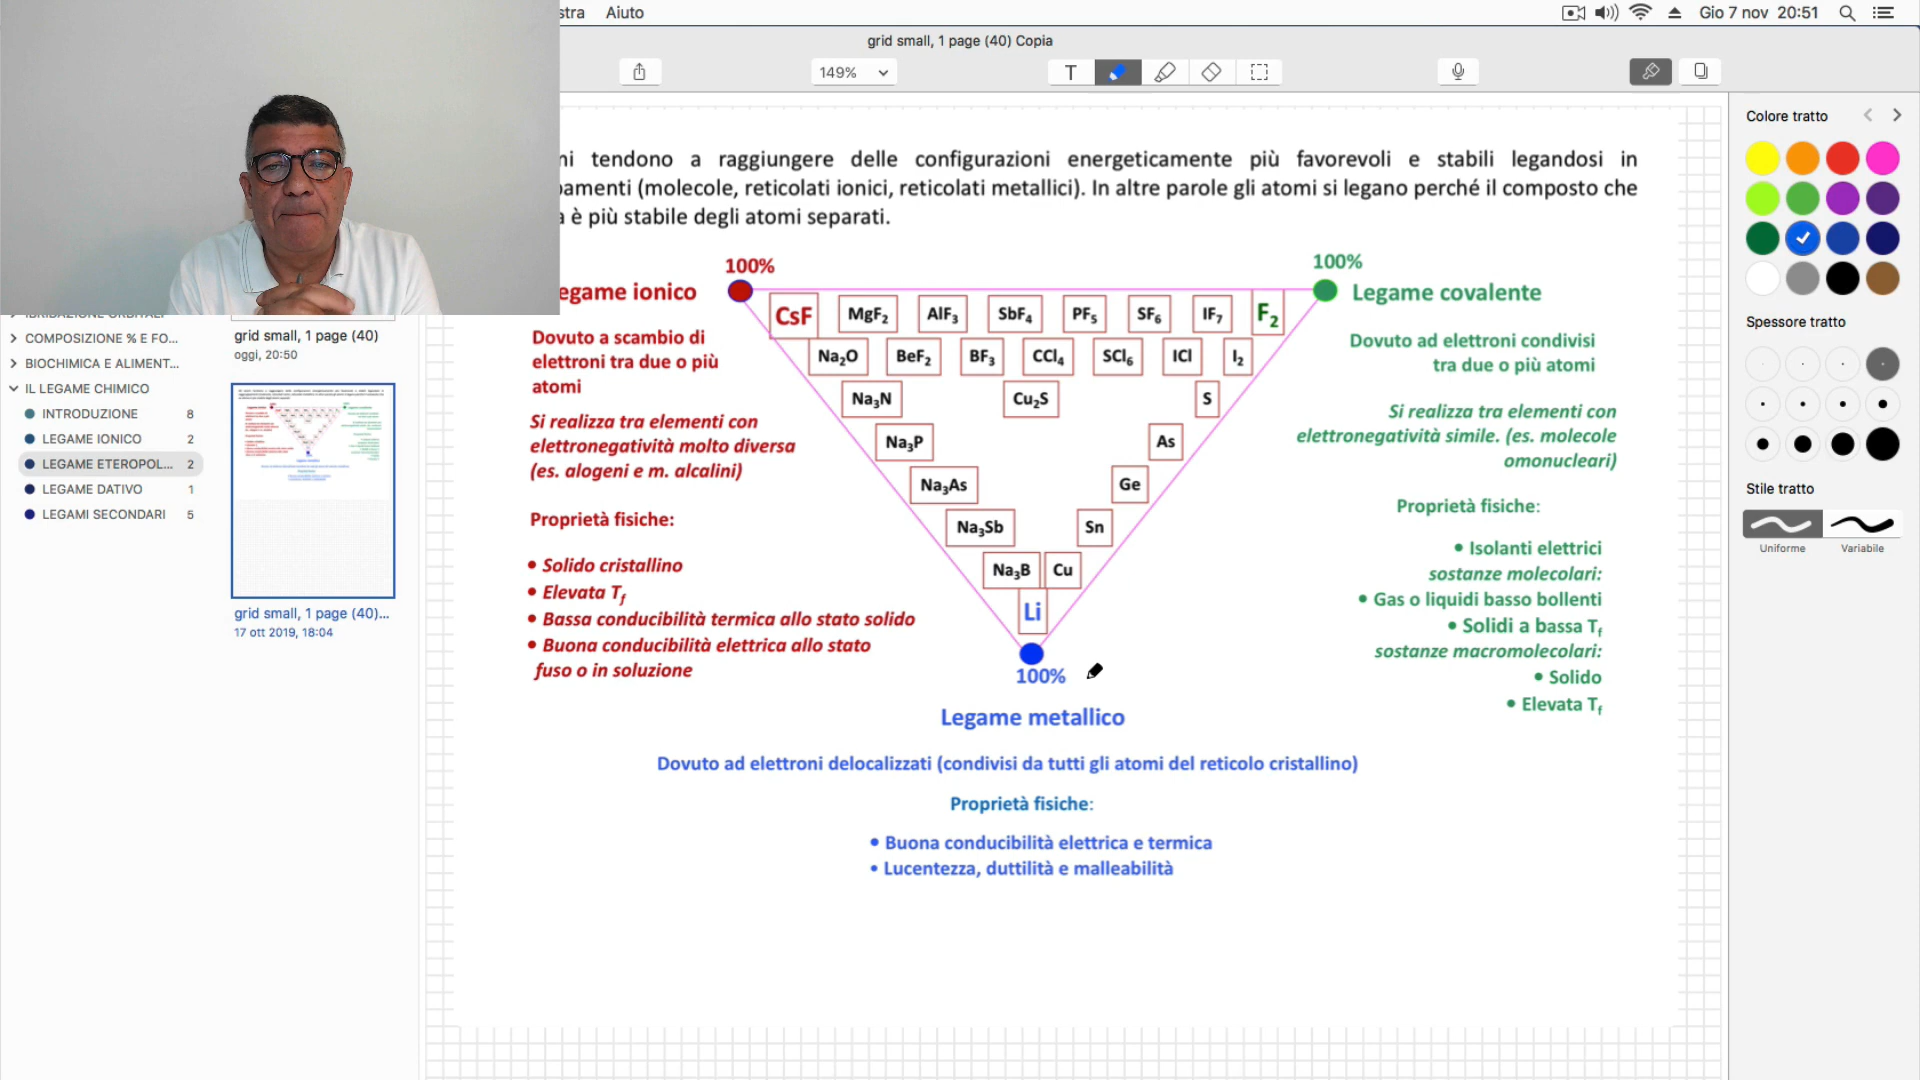 Aiuto
Gio 7 nov 20:51
grid small, 1 page (40) Copia
149%
T
tendono a raggiungere delle configurazioni energeticamente più favorevoli e stabili legandosi in
(molecole, reticolati ionici, reticolati metallici). In altre parole gli atomi si legano perché il composto che
è più stabile degli atomi separati.
100%
100%
egame ionico
Legame covalente
CsF MgF₂ AlF₃ SbF₄ PF₅ SF₆ IF₇ F₂
Na₂O BeF₂ BF₃ CCl₄ SCl₆ ICl I₂
Na₃N Cu₂S S
Na₃P As
Na₃As Ge
Na₃Sb Sn
Na₃B Cu
Li
100%
Dovuto a scambio di
elettroni tra due o più
atomi
Si realizza tra elementi con
elettronegatività molto diversa
(es. alogeni e m. alcalini)
Proprietà fisiche:
• Solido cristallino
• Elevata Tf
• Bassa conducibilità termica allo stato solido
• Buona conducibilità elettrica allo stato
fuso o in soluzione
Dovuto ad elettroni condivisi
tra due o più atomi
Si realizza tra elementi con
elettronegatività simile. (es. molecole
omonucleari)
Proprietà fisiche:
• Isolanti elettrici
sostanze molecolari:
• Gas o liquidi basso bollenti
• Solidi a bassa Tf
sostanze macromolecolari:
• Solido
• Elevata Tf
Legame metallico
Dovuto ad elettroni delocalizzati (condivisi da tutti gli atomi del reticolo cristallino)
Proprietà fisiche:
• Buona conducibilità elettrica e termica
• Lucentezza, duttilità e malleabilità
COMPOSIZIONE % E FO...
BIOCHIMICA E ALIMENT...
IL LEGAME CHIMICO
INTRODUZIONE 8
LEGAME IONICO 2
LEGAME ETEROPOL... 2
LEGAME DATIVO 1
LEGAMI SECONDARI 5
grid small, 1 page (40)
oggi, 20:50
grid small, 1 page (40)...
17 ott 2019, 18:04
Colore tratto
Spessore tratto
Stile tratto
Uniforme
Variabile